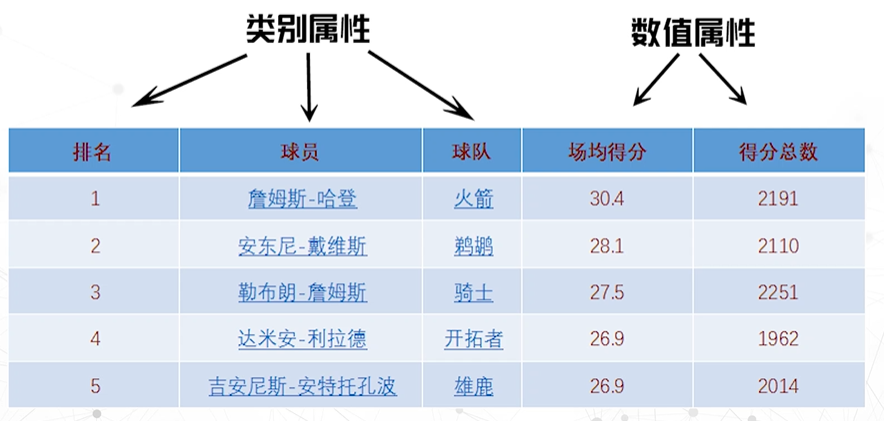 类别属性 数值属性
排名 球员 球队 场均得分 得分总数
1 詹姆斯-哈登 火箭 30.4 2191
2 安东尼-戴维斯 鹈鹕 28.1 2110
3 勒布朗-詹姆斯 骑士 27.5 2251
4 达米安-利拉德 开拓者 26.9 1962
5 吉安尼斯-安特托孔波 雄鹿 26.9 2014